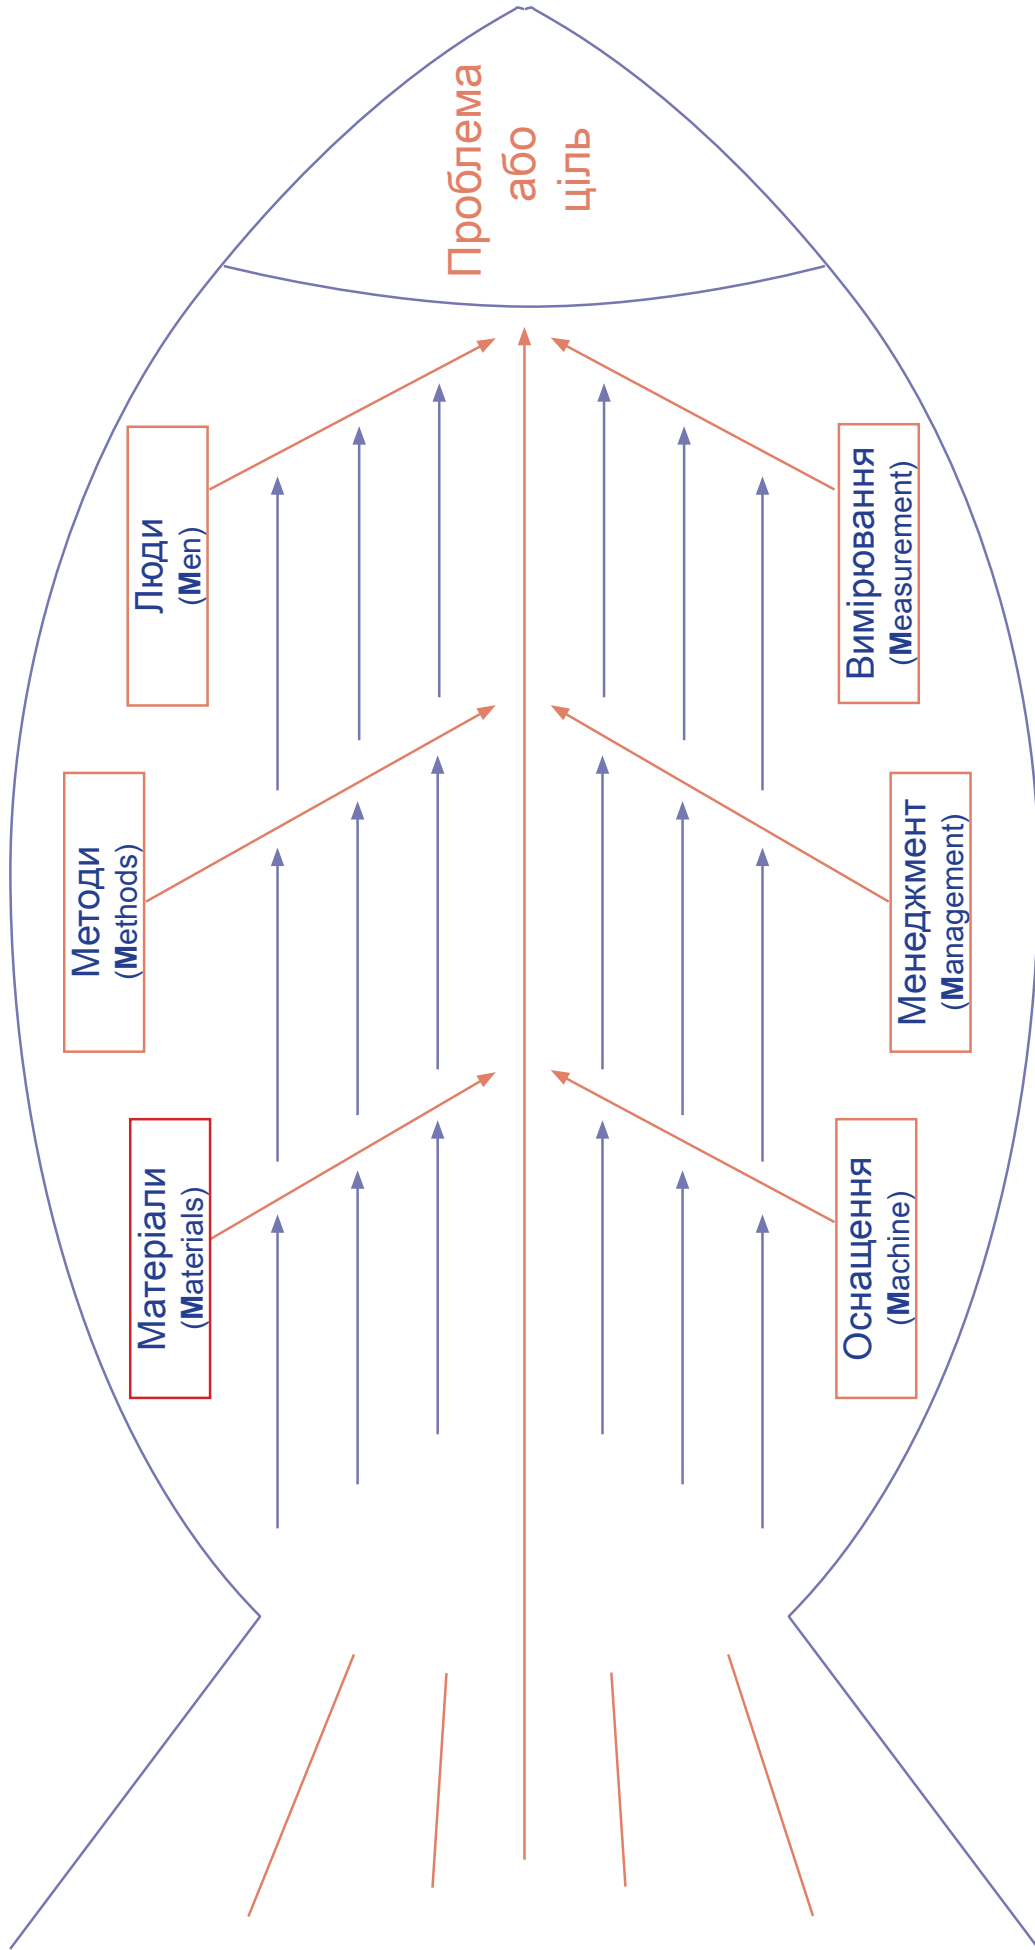 Проблема
або
ціль
Люди
(Men)
Методи
(Methods)
Матеріали
(Materials)
Вимірювання
(Measurement)
Менеджмент
(Management)
Оснащення
(Machine)